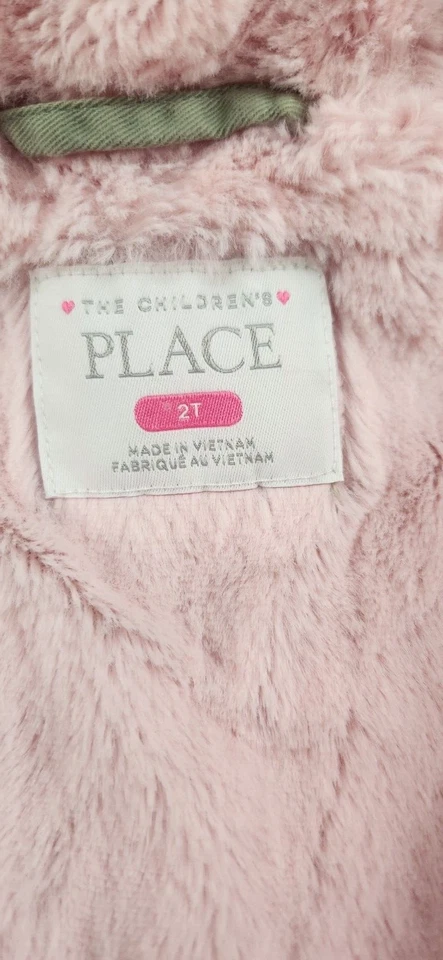 THE CHILDREN'S
PLACE
2T
MADE IN VIETNAM
FABRIQUÉ AU VIETNAM